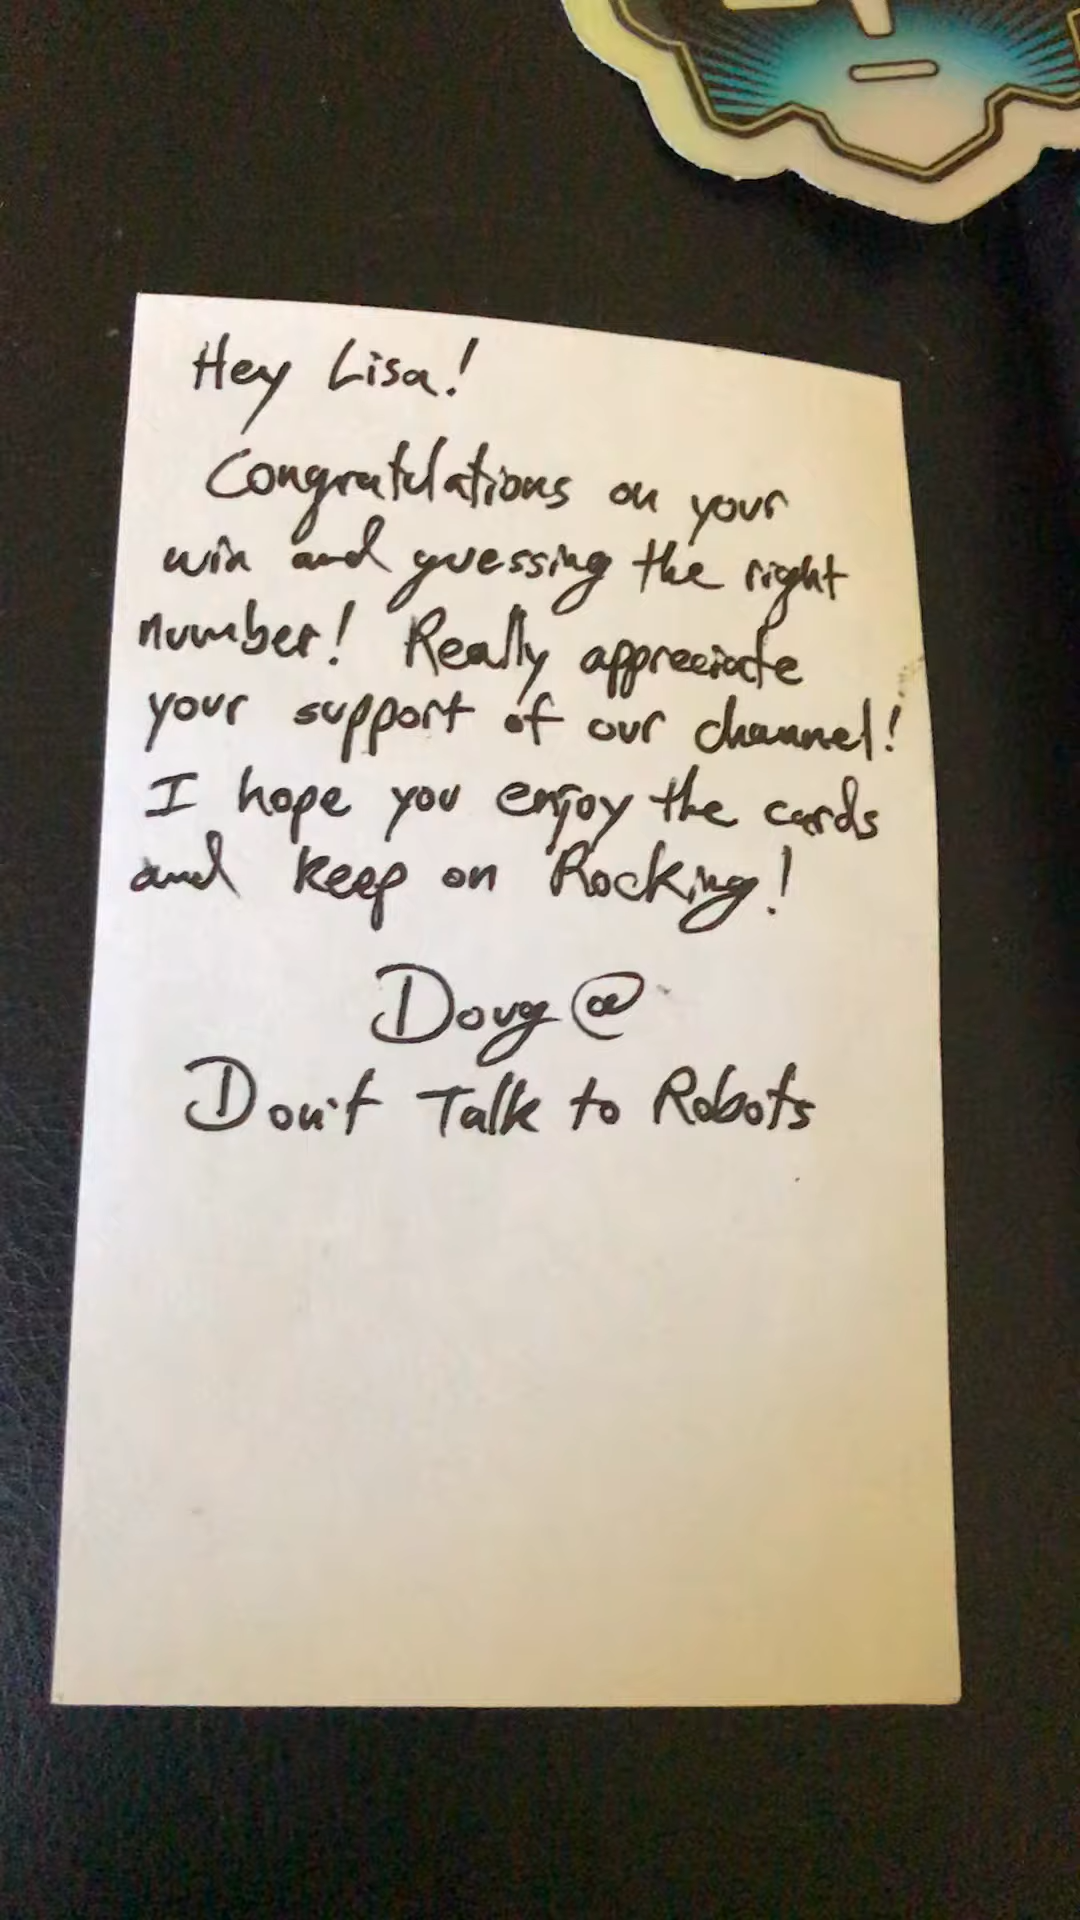 Hey Lisa!
Congratulations on your
win and guessing the right
number! Really appreciate
your support of our channel!
I hope you enjoy the cards
and keep on Rocking!
Doug @
Don't Talk to Robots